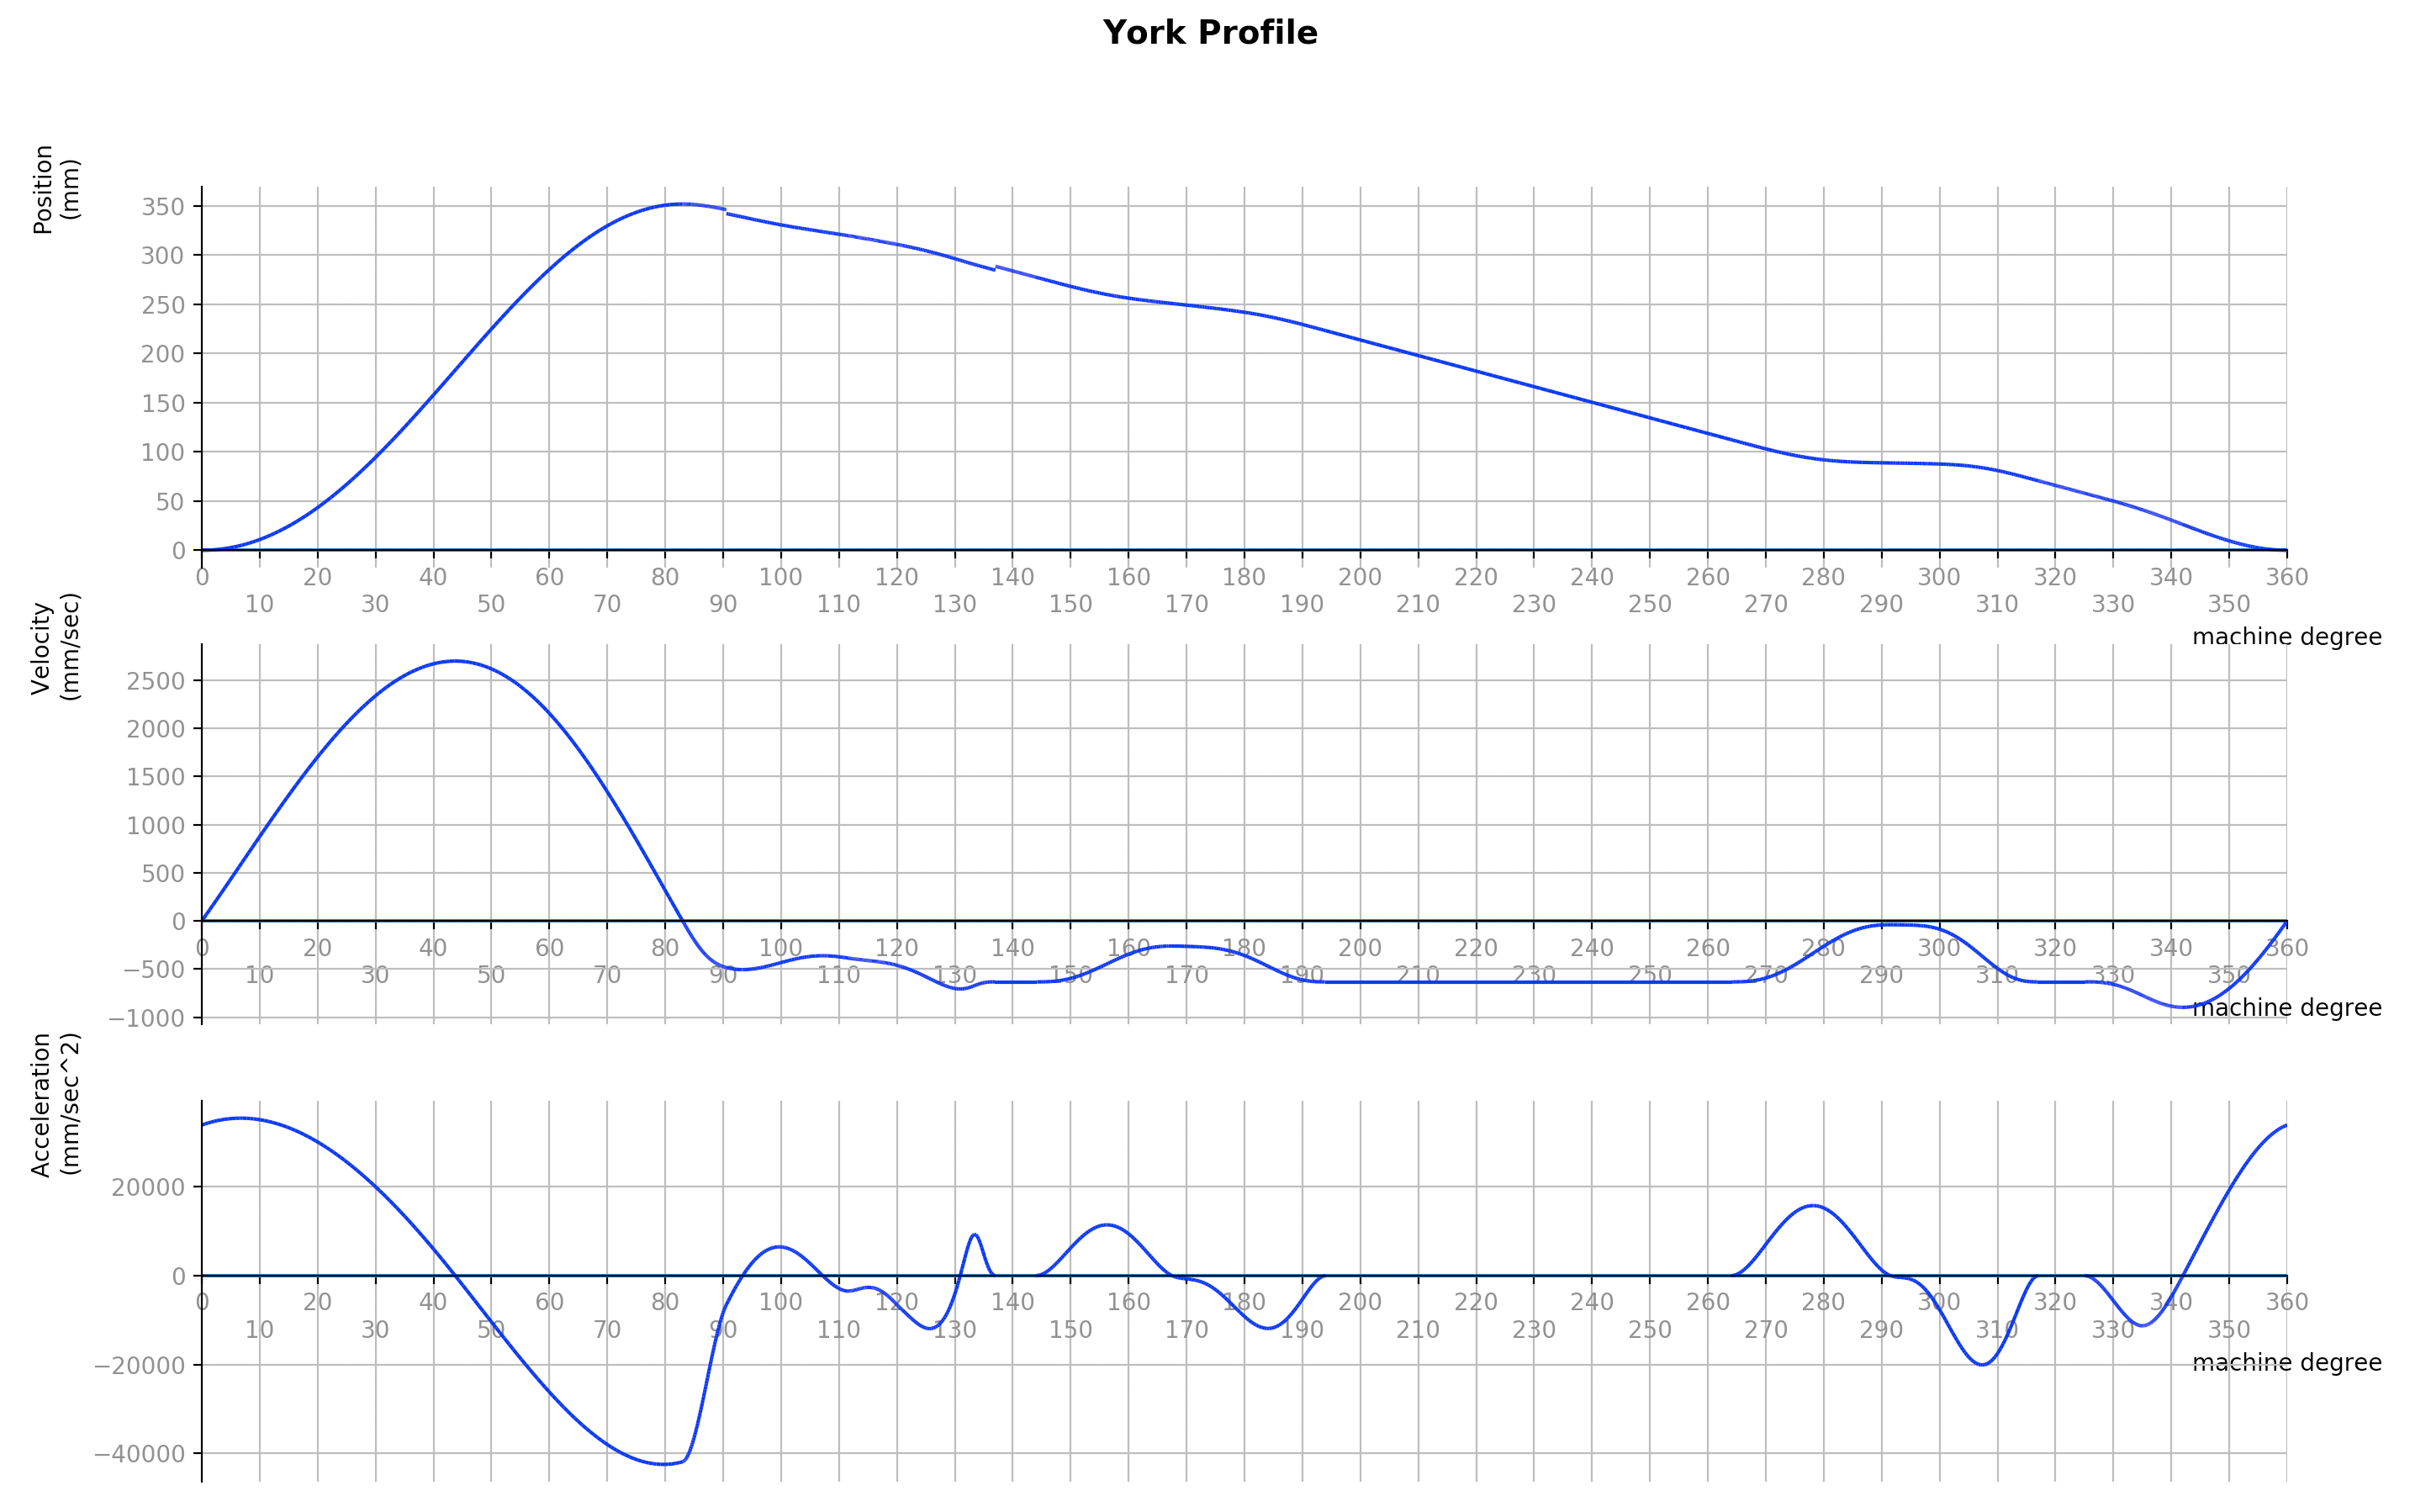 York Profile
Position
(mm)
350
300
250
200
150
100
50
0
0 20 40 60 80 100 120 140 160 180 200 220 240 260 280 300 320 340 360
10 30 50 70 90 110 130 150 170 190 210 230 250 270 290 310 330 350
machine degree
Velocity
(mm/sec)
2500
2000
1500
1000
500
0
−500
−1000
0 20 40 60 80 100 120 140 160 180 200 220 240 260 280 300 320 340 360
10 30 50 70 90 110 130 150 170 190 210 230 250 270 290 310 330 350
machine degree
Acceleration
(mm/sec^2)
20000
0
−20000
−40000
0 20 40 60 80 100 120 140 160 180 200 220 240 260 280 300 320 340 360
10 30 50 70 90 110 130 150 170 190 210 230 250 270 290 310 330 350
machine degree